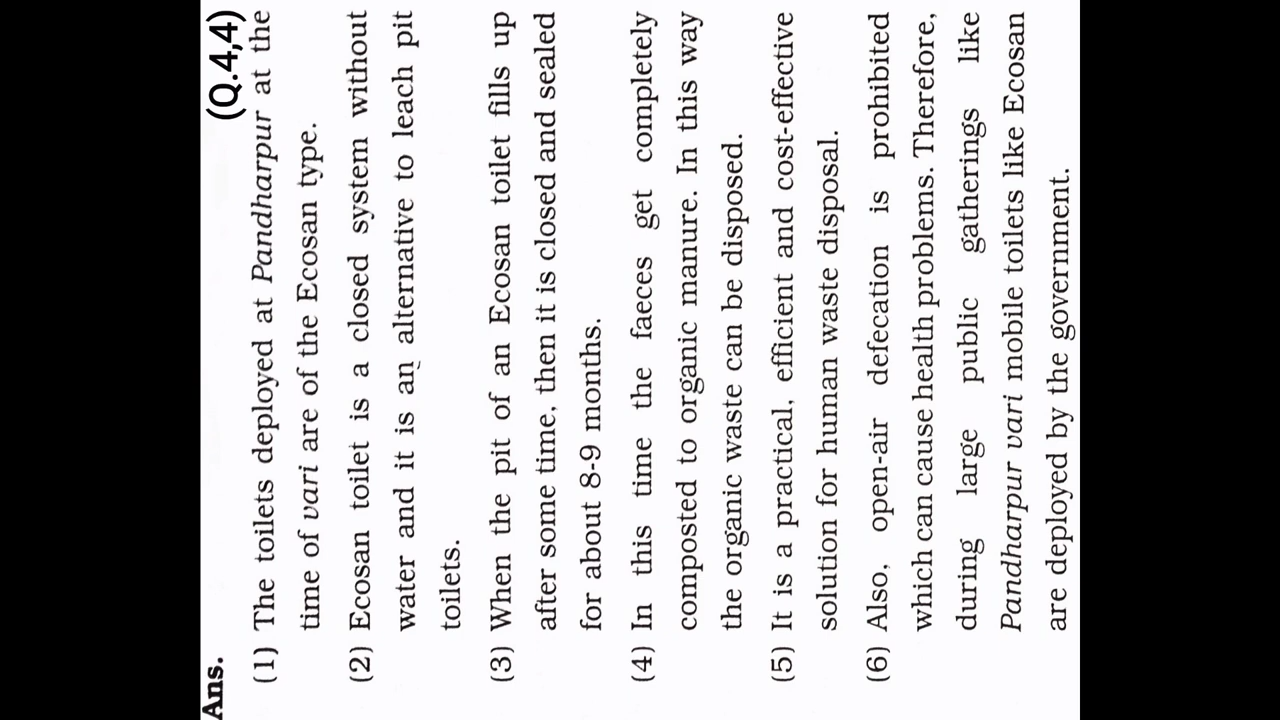 Ans.
(Q.4,4)
(1) The toilets deployed at Pandharpur at the
time of vari are of the Ecosan type.
(2) Ecosan toilet is a closed system without
water and it is an alternative to leach pit
toilets.
(3) When the pit of an Ecosan toilet fills up
after some time, then it is closed and sealed
for about 8-9 months.
(4) In this time the faeces get completely
composted to organic manure. In this way
the organic waste can be disposed.
(5) It is a practical, efficient and cost-effective
solution for human waste disposal.
(6) Also, open-air defecation is prohibited
which can cause health problems. Therefore,
during large public gatherings like
Pandharpur vari mobile toilets like Ecosan
are deployed by the government.